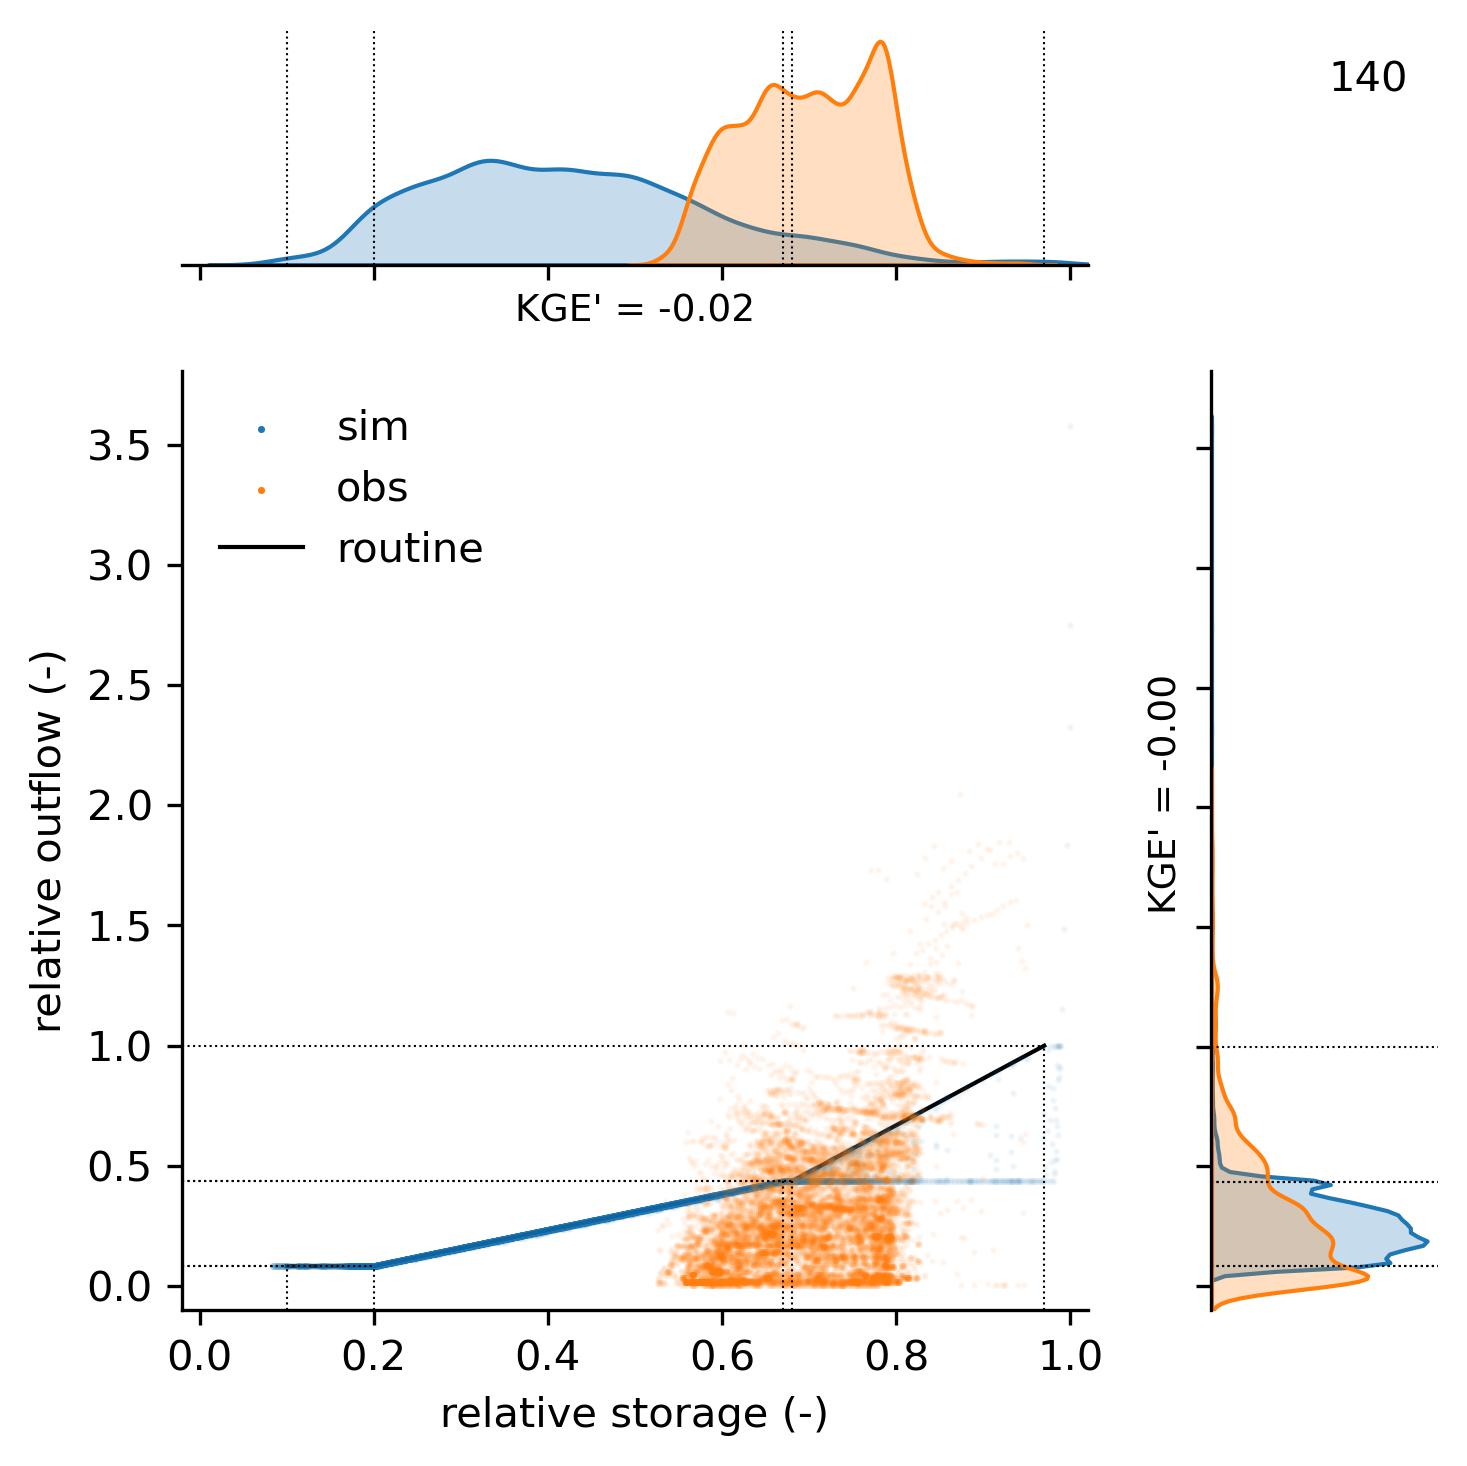 140
KGE' = -0.02
sim
obs
routine
3.5
3.0
2.5
2.0
1.5
1.0
0.5
0.0
relative outflow (-)
KGE' = -0.00
0.0 0.2 0.4 0.6 0.8 1.0
relative storage (-)